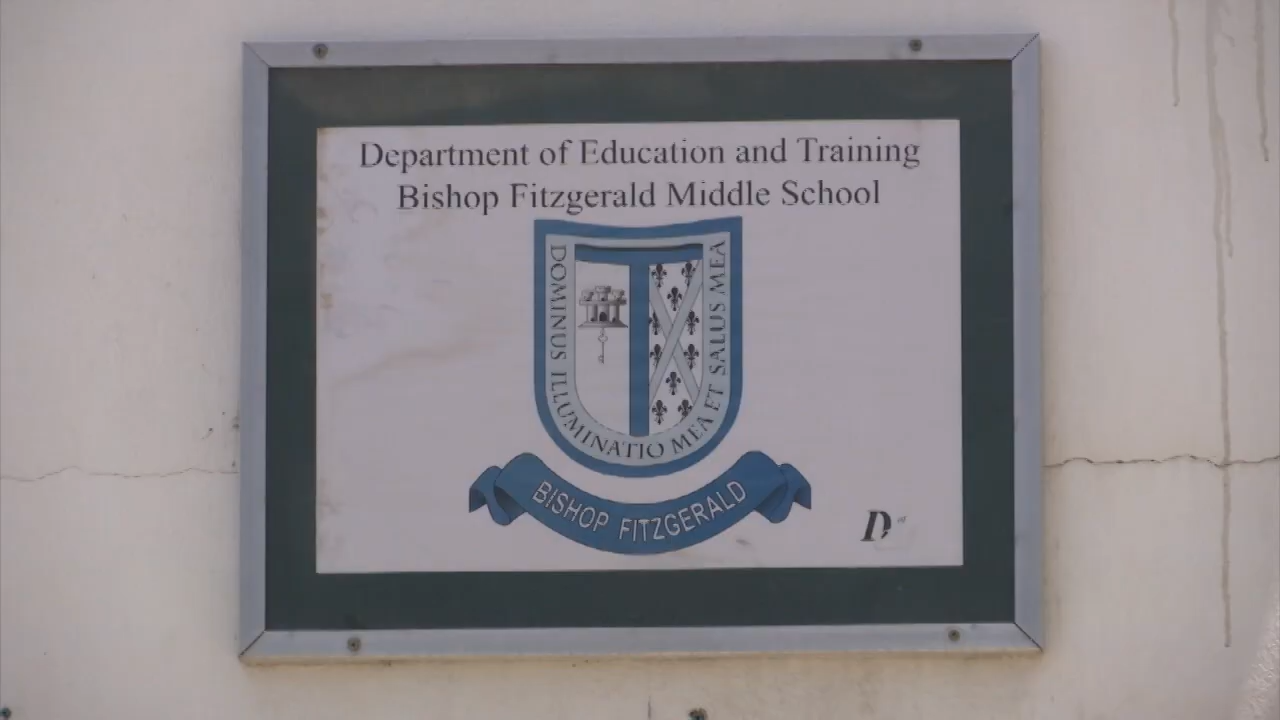 Department of Education and Training
Bishop Fitzgerald Middle School
DOMINUS ILLUMINATIO MEA ET SALUS MEA
BISHOP FITZGERALD
D